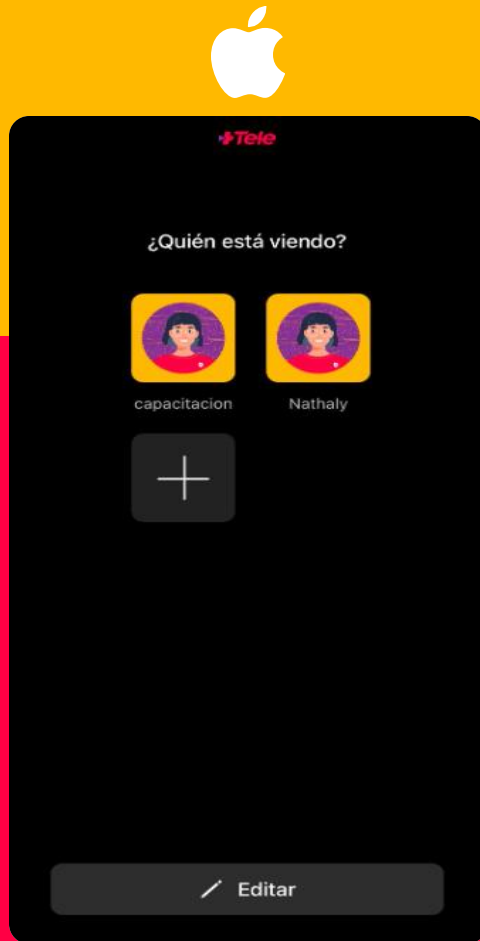 +Tele
¿Quién está viendo?
capacitacion
Nathaly
Editar